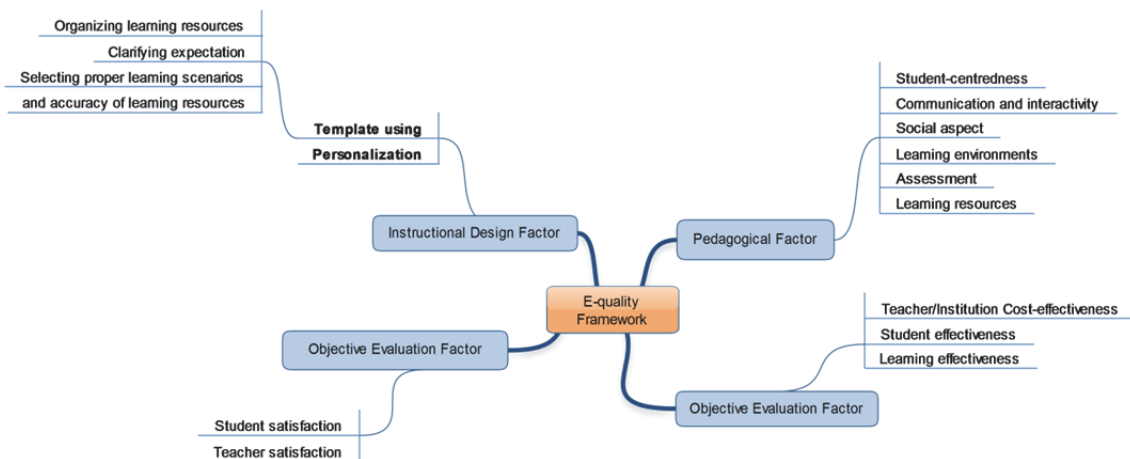 Organizing learning resources
Clarifying expectation
Selecting proper learning scenarios
and accuracy of learning resources
Template using
Personalization
Instructional Design Factor
Student-centredness
Communication and interactivity
Social aspect
Learning environments
Assessment
Learning resources
Pedagogical Factor
E-quality
Framework
Objective Evaluation Factor
Student satisfaction
Teacher satisfaction
Teacher/Institution Cost-effectiveness
Student effectiveness
Learning effectiveness
Objective Evaluation Factor